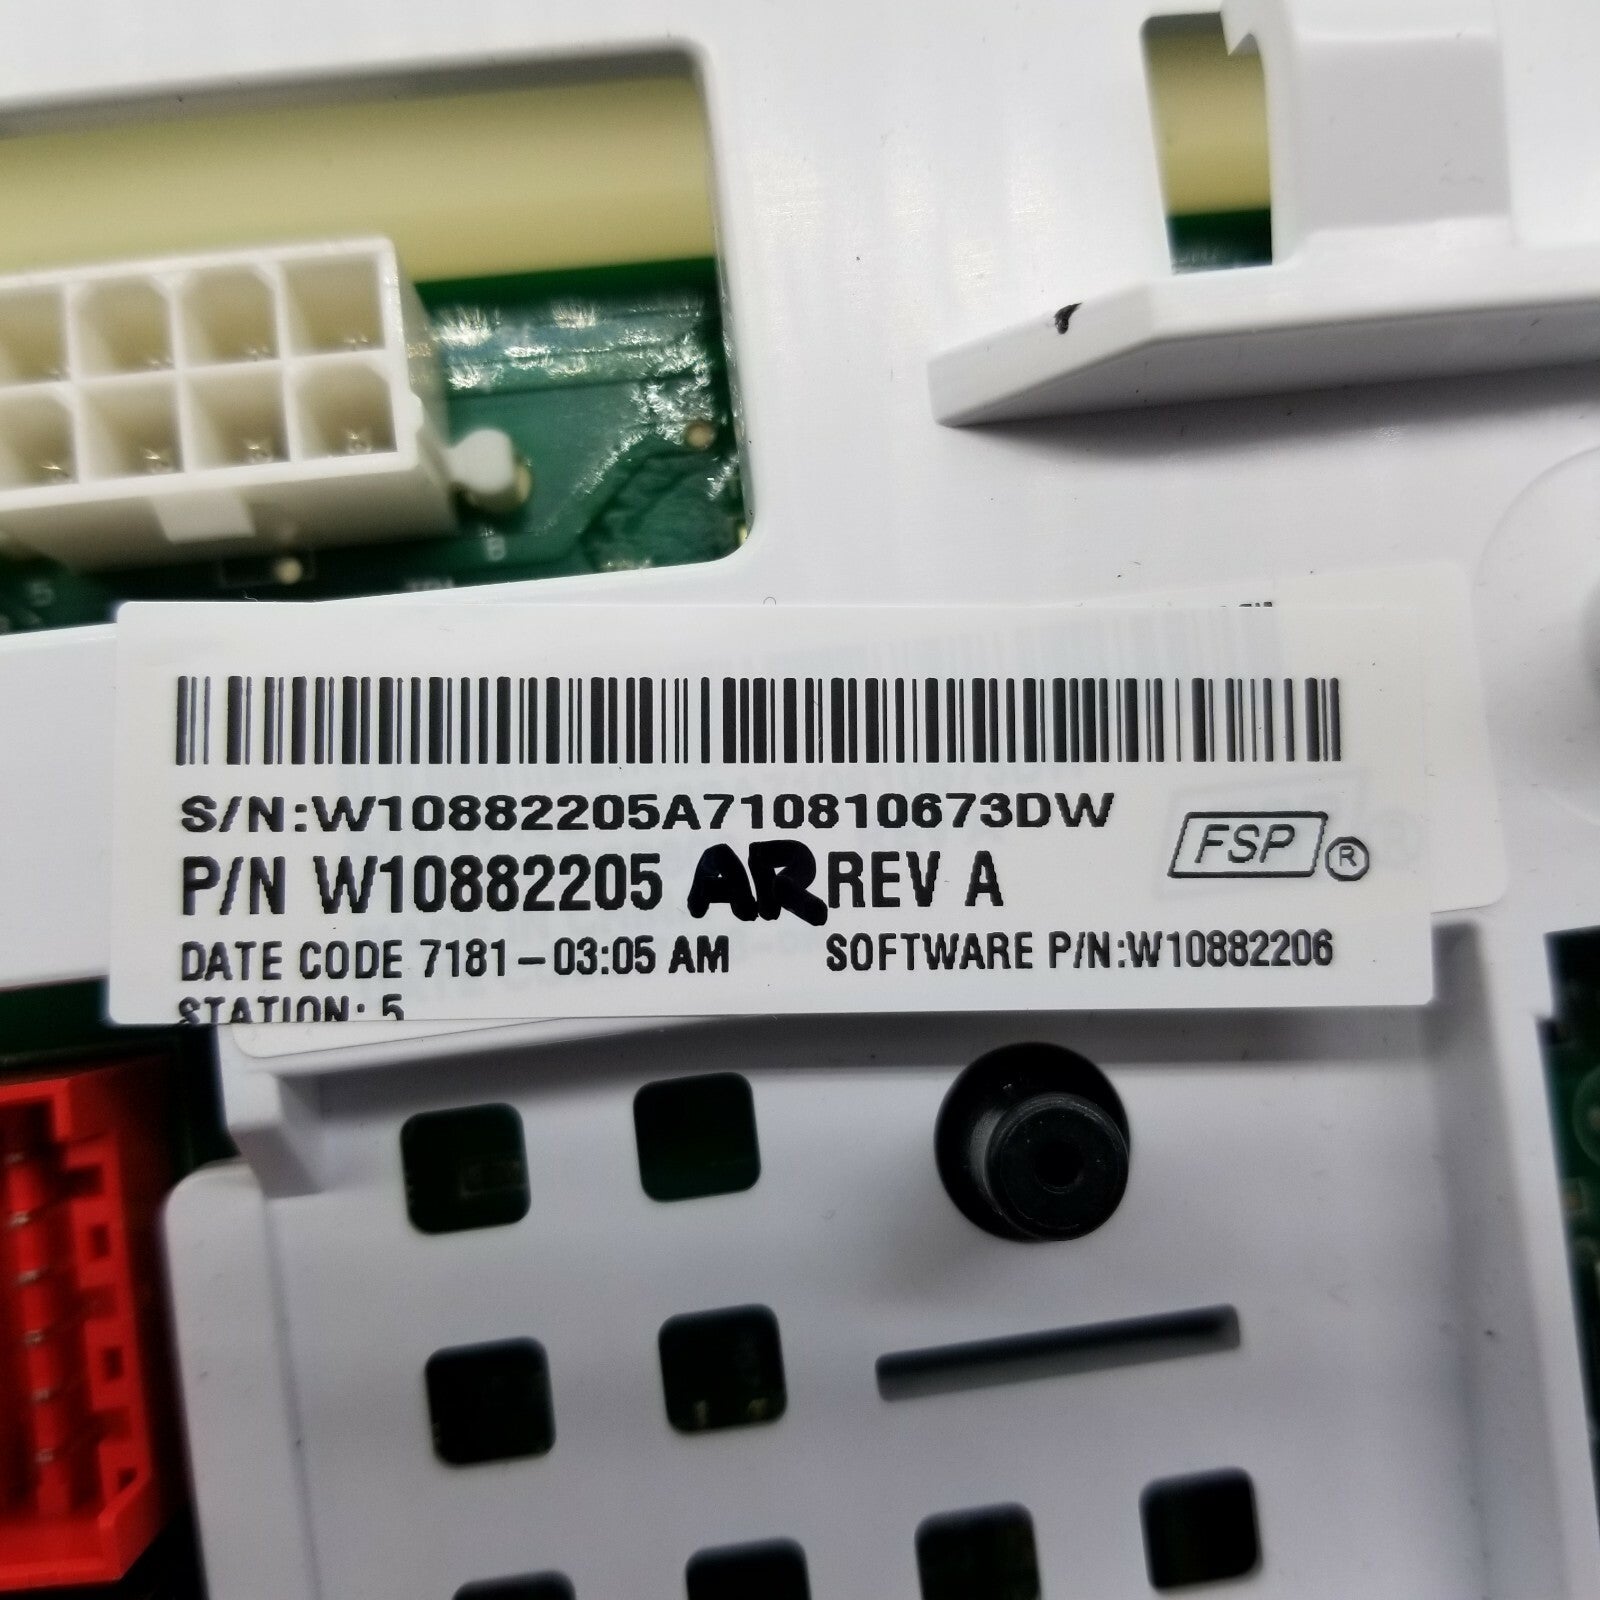 S/N:W10882205A710810673DW
P/N W10882205 AR REV A
FSP ®
DATE CODE 7181-03:05 AM SOFTWARE P/N:W10882206
STATION: 5